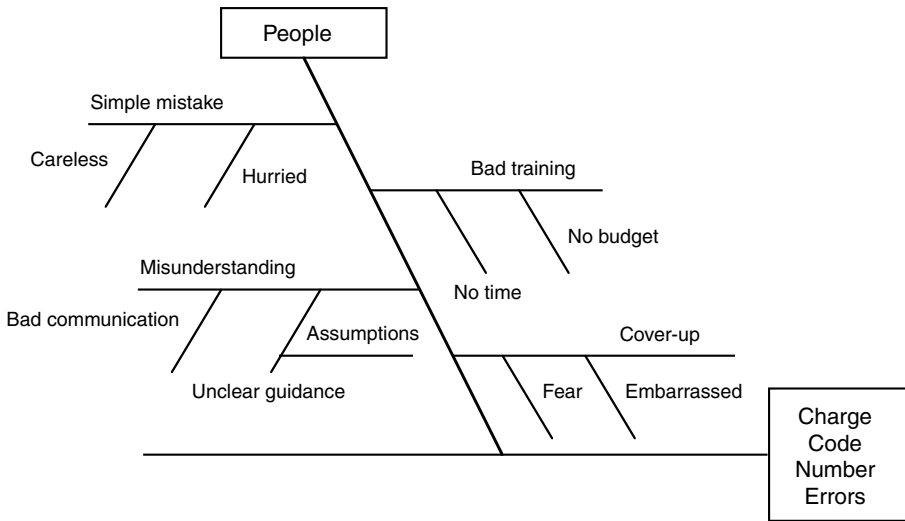 People
Simple mistake
Careless
Hurried
Bad training
No budget
No time
Misunderstanding
Bad communication
Assumptions
Unclear guidance
Cover-up
Fear
Embarrassed
Charge
Code
Number
Errors